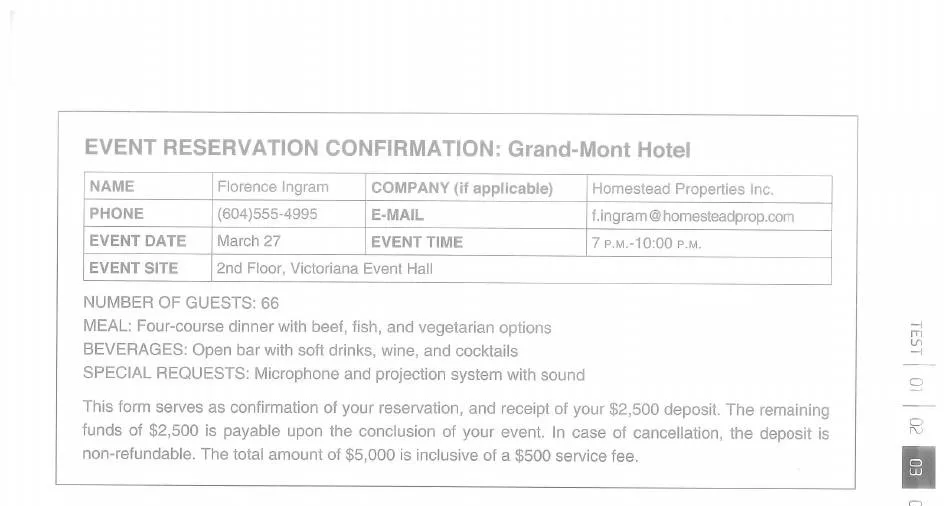 EVENT RESERVATION CONFIRMATION: Grand-Mont Hotel
NAME Florence Ingram COMPANY (if applicable) Homestead Properties Inc.
PHONE (604)555-4995 E-MAIL f.ingram@homesteadprop.com
EVENT DATE March 27 EVENT TIME 7 P.M.-10:00 P.M.
EVENT SITE 2nd Floor, Victoriana Event Hall
NUMBER OF GUESTS: 66
MEAL: Four-course dinner with beef, fish, and vegetarian options
BEVERAGES: Open bar with soft drinks, wine, and cocktails
SPECIAL REQUESTS: Microphone and projection system with sound
This form serves as confirmation of your reservation, and receipt of your $2,500 deposit. The remaining
funds of $2,500 is payable upon the conclusion of your event. In case of cancellation, the deposit is
non-refundable. The total amount of $5,000 is inclusive of a $500 service fee.
TEST 01 02 03